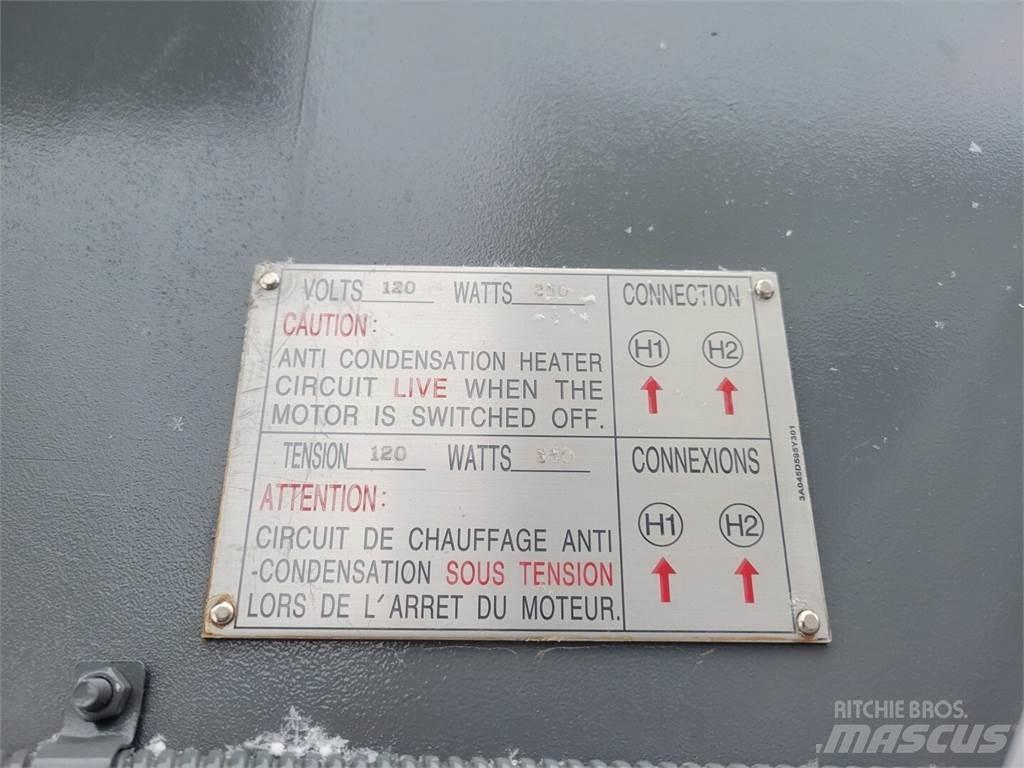 VOLTS 120 WATTS
CAUTION:
ANTI CONDENSATION HEATER
CIRCUIT LIVE WHEN THE
MOTOR IS SWITCHED OFF.
CONNECTION
H1 H2
TENSION 120 WATTS
ATTENTION:
CIRCUIT DE CHAUFFAGE ANTI
-CONDENSATION SOUS TENSION
LORS DE L'ARRET DU MOTEUR.
CONNEXIONS
H1 H2
3A045D595Y301
RITCHIE BROS.
MASCUS